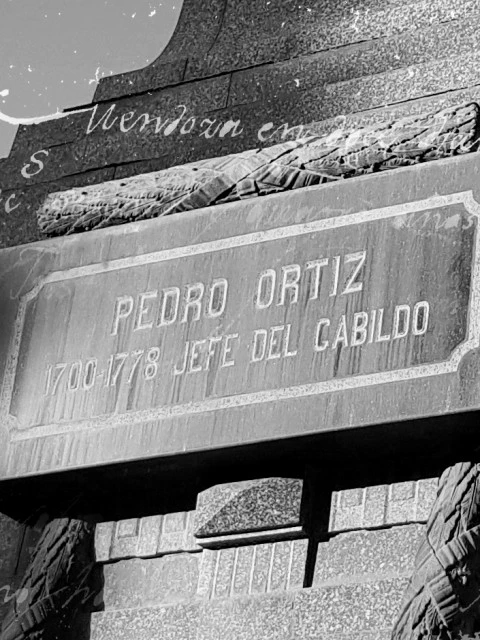 Mendoza en
S
PEDRO ORTIZ
1700-1778 JEFE DEL CABILDO